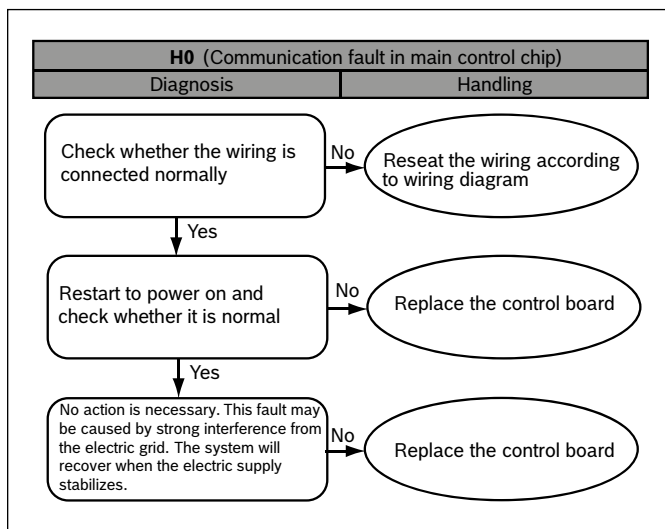 H0 (Communication fault in main control chip)
Diagnosis
Handling
Check whether the wiring is
connected normally
No
Reseat the wiring according
to wiring diagram
Yes
Restart to power on and
check whether it is normal
No
Replace the control board
Yes
No action is necessary. This fault may
be caused by strong interference from
the electric grid. The system will
recover when the electric supply
stabilizes.
No
Replace the control board